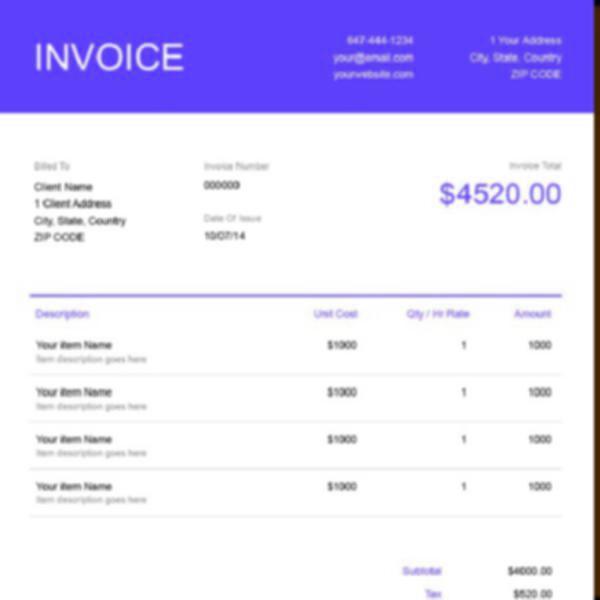 INVOICE
647-444-1234
your@email.com
yourwebsite.com
1 Your Address
City, State, Country
ZIP CODE
Billed To
Client Name
1 Client Address
City, State, Country
ZIP CODE
Invoice Number
000000
Date Of Issue
10/07/14
Invoice Total
$4520.00
Description Unit Cost Qty / Hr Rate Amount
Your Item Name $1000 1 1000
Item description goes here
Your Item Name $1000 1 1000
Item description goes here
Your Item Name $1000 1 1000
Item description goes here
Your Item Name $1000 1 1000
Item description goes here
Subtotal $4000.00
Tax $520.00